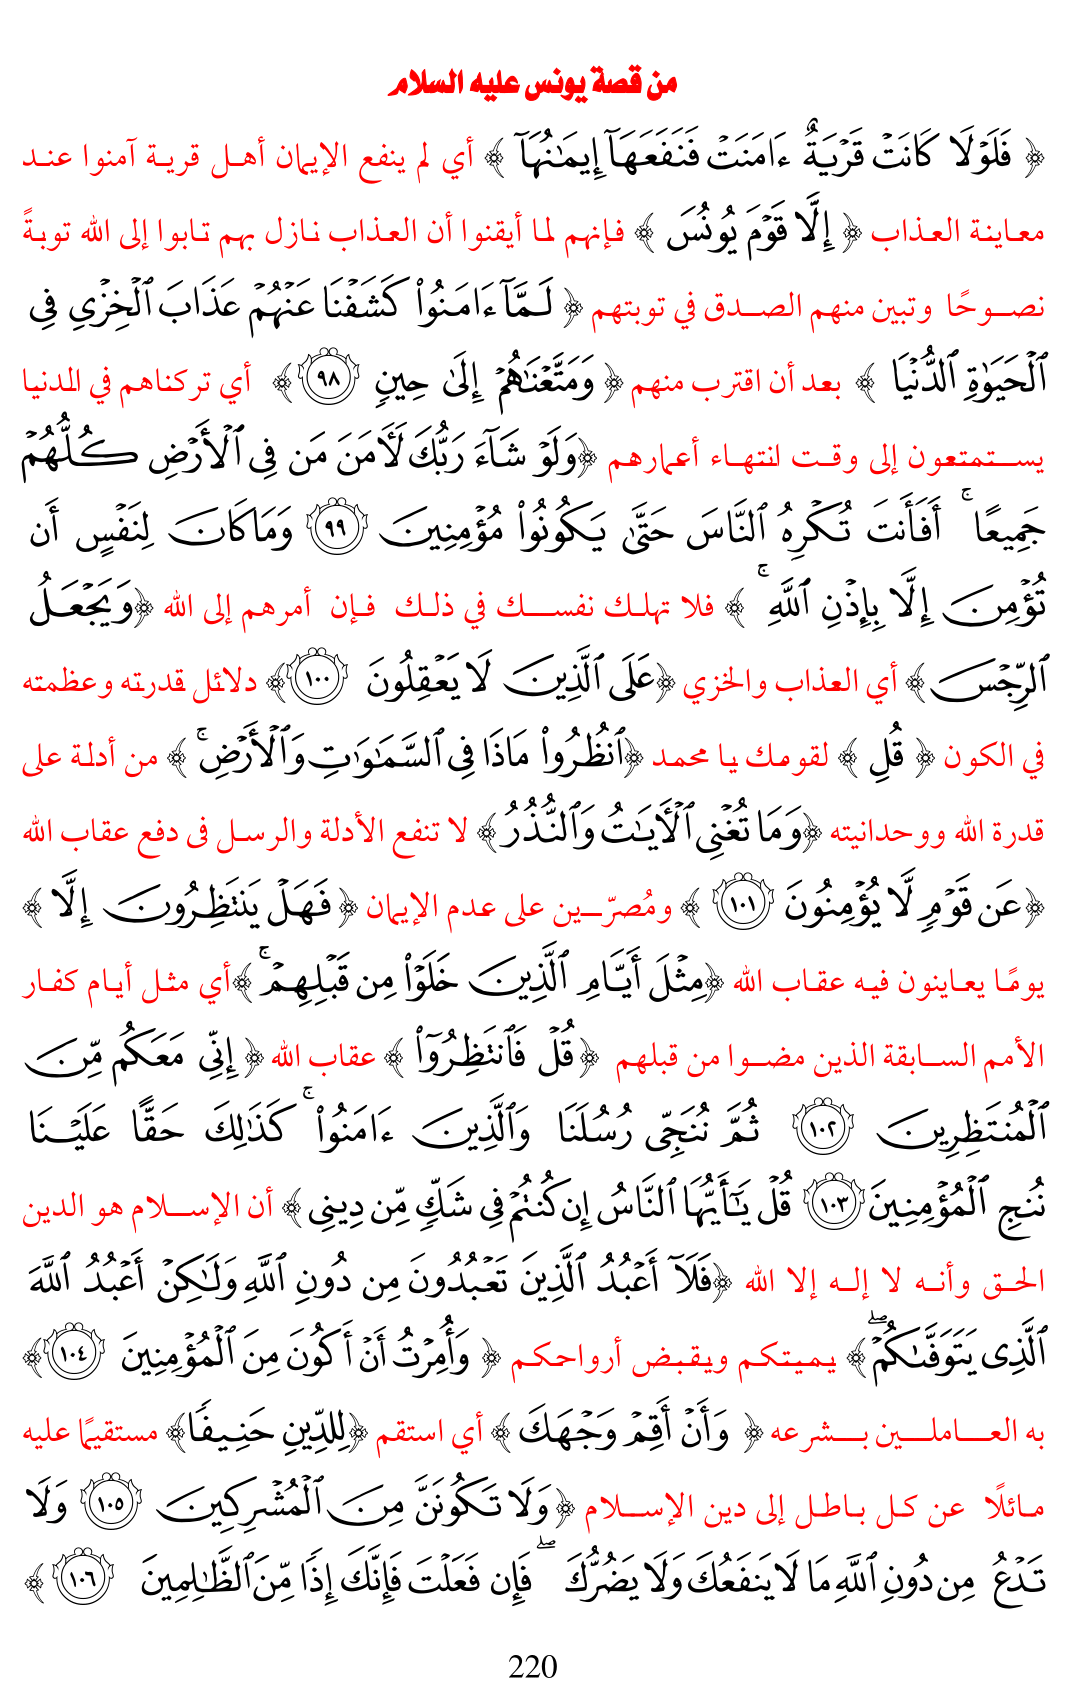 من قصة يونس عليه السلام
﴿ فَلَوْلَا كَانَتْ قَرْيَةٌ ءَامَنَتْ فَنَفَعَهَآ إِيمَٰنُهَآ ﴾ أي لم ينفع الإيمان أهل قرية آمنوا عند
معاينة العذاب ﴿ إِلَّا قَوْمَ يُونُسَ ﴾ فإنهم لما أيقنوا أن العذاب نازل بهم تابوا إلى الله توبةً
نصوحًا وتبين منهم الصدق في توبتهم ﴿ لَمَّآ ءَامَنُوا۟ كَشَفْنَا عَنْهُمْ عَذَابَ ٱلْخِزْىِ فِى
ٱلْحَيَوٰةِ ٱلدُّنْيَا ﴾ بعد أن اقترب منهم ﴿ وَمَتَّعْنَٰهُمْ إِلَىٰ حِينٍ ٩٨ ﴾ أي تركناهم في الدنيا
يستمتعون إلى وقت انتهاء أعمارهم ﴿وَلَوْ شَآءَ رَبُّكَ لَـَٔامَنَ مَن فِى ٱلْأَرْضِ كُلُّهُمْ
جَمِيعًا ۚ أَفَأَنتَ تُكْرِهُ ٱلنَّاسَ حَتَّىٰ يَكُونُوا۟ مُؤْمِنِينَ ٩٩ وَمَا كَانَ لِنَفْسٍ أَن
تُؤْمِنَ إِلَّا بِإِذْنِ ٱللَّهِ ۚ ﴾ فلا تهلك نفسك في ذلك فإن أمرهم إلى الله ﴿وَيَجْعَلُ
ٱلرِّجْسَ﴾ أي العذاب والخزي ﴿عَلَى ٱلَّذِينَ لَا يَعْقِلُونَ ١٠٠﴾ دلائل قدرته وعظمته
في الكون ﴿ قُلِ ﴾ لقومك يا محمد ﴿ٱنظُرُوا۟ مَاذَا فِى ٱلسَّمَٰوَٰتِ وَٱلْأَرْضِ ۚ ﴾ من أدلة على
قدرة الله ووحدانيته ﴿وَمَا تُغْنِى ٱلْـَٔايَٰتُ وَٱلنُّذُرُ﴾ لا تنفع الأدلة والرسل فى دفع عقاب الله
﴿عَن قَوْمٍ لَّا يُؤْمِنُونَ ١٠١ ﴾ ومُصرّين على عدم الإيمان ﴿ فَهَلْ يَنتَظِرُونَ إِلَّا ﴾
يومًا يعاينون فيه عقاب الله ﴿مِثْلَ أَيَّامِ ٱلَّذِينَ خَلَوْا۟ مِن قَبْلِهِمْ ۚ ﴾أي مثل أيام كفار
الأمم السابقة الذين مضوا من قبلهم ﴿قُلْ فَٱنتَظِرُوٓا۟ ﴾ عقاب الله ﴿ إِنِّى مَعَكُم مِّنَ
ٱلْمُنتَظِرِينَ ١٠٢ ثُمَّ نُنَجِّى رُسُلَنَا وَٱلَّذِينَ ءَامَنُوا۟ ۚ كَذَٰلِكَ حَقًّا عَلَيْنَا
نُنجِ ٱلْمُؤْمِنِينَ ١٠٣ قُلْ يَٰٓأَيُّهَا ٱلنَّاسُ إِن كُنتُمْ فِى شَكٍّ مِّن دِينِى﴾ أن الإسلام هو الدين
الحق وأنه لا إله إلا الله ﴿فَلَآ أَعْبُدُ ٱلَّذِينَ تَعْبُدُونَ مِن دُونِ ٱللَّهِ وَلَٰكِنْ أَعْبُدُ ٱللَّهَ
ٱلَّذِى يَتَوَفَّىٰكُمْ ۖ ﴾ يميتكم ويقبض أرواحكم ﴿ وَأُمِرْتُ أَنْ أَكُونَ مِنَ ٱلْمُؤْمِنِينَ ١٠٤ ﴾
به العاملين بشرعه ﴿ وَأَنْ أَقِمْ وَجْهَكَ ﴾ أي استقم ﴿لِلدِّينِ حَنِيفًا﴾ مستقيمًا عليه
مائلًا عن كل باطل إلى دين الإسلام ﴿ وَلَا تَكُونَنَّ مِنَ ٱلْمُشْرِكِينَ ١٠٥ وَلَا
تَدْعُ مِن دُونِ ٱللَّهِ مَا لَا يَنفَعُكَ وَلَا يَضُرُّكَ ۖ فَإِن فَعَلْتَ فَإِنَّكَ إِذًا مِّنَ ٱلظَّٰلِمِينَ ١٠٦ ﴾
220